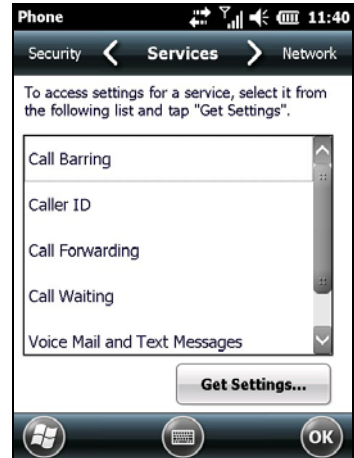 Phone 11:40
Security Services Network
To access settings for a service, select it from
the following list and tap "Get Settings".
Call Barring
Caller ID
Call Forwarding
Call Waiting
Voice Mail and Text Messages
Get Settings...
OK